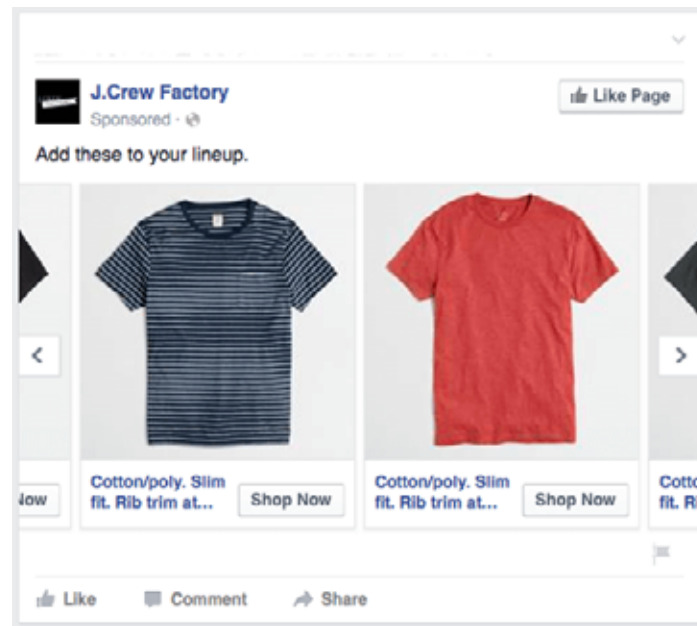 J.Crew Factory
Like Page
Sponsored ·
Add these to your lineup.
Now
Cotton/poly. Slim
fit. Rib trim at...
Shop Now
Cotton/poly. Slim
fit. Rib trim at...
Shop Now
Like
Comment
Share